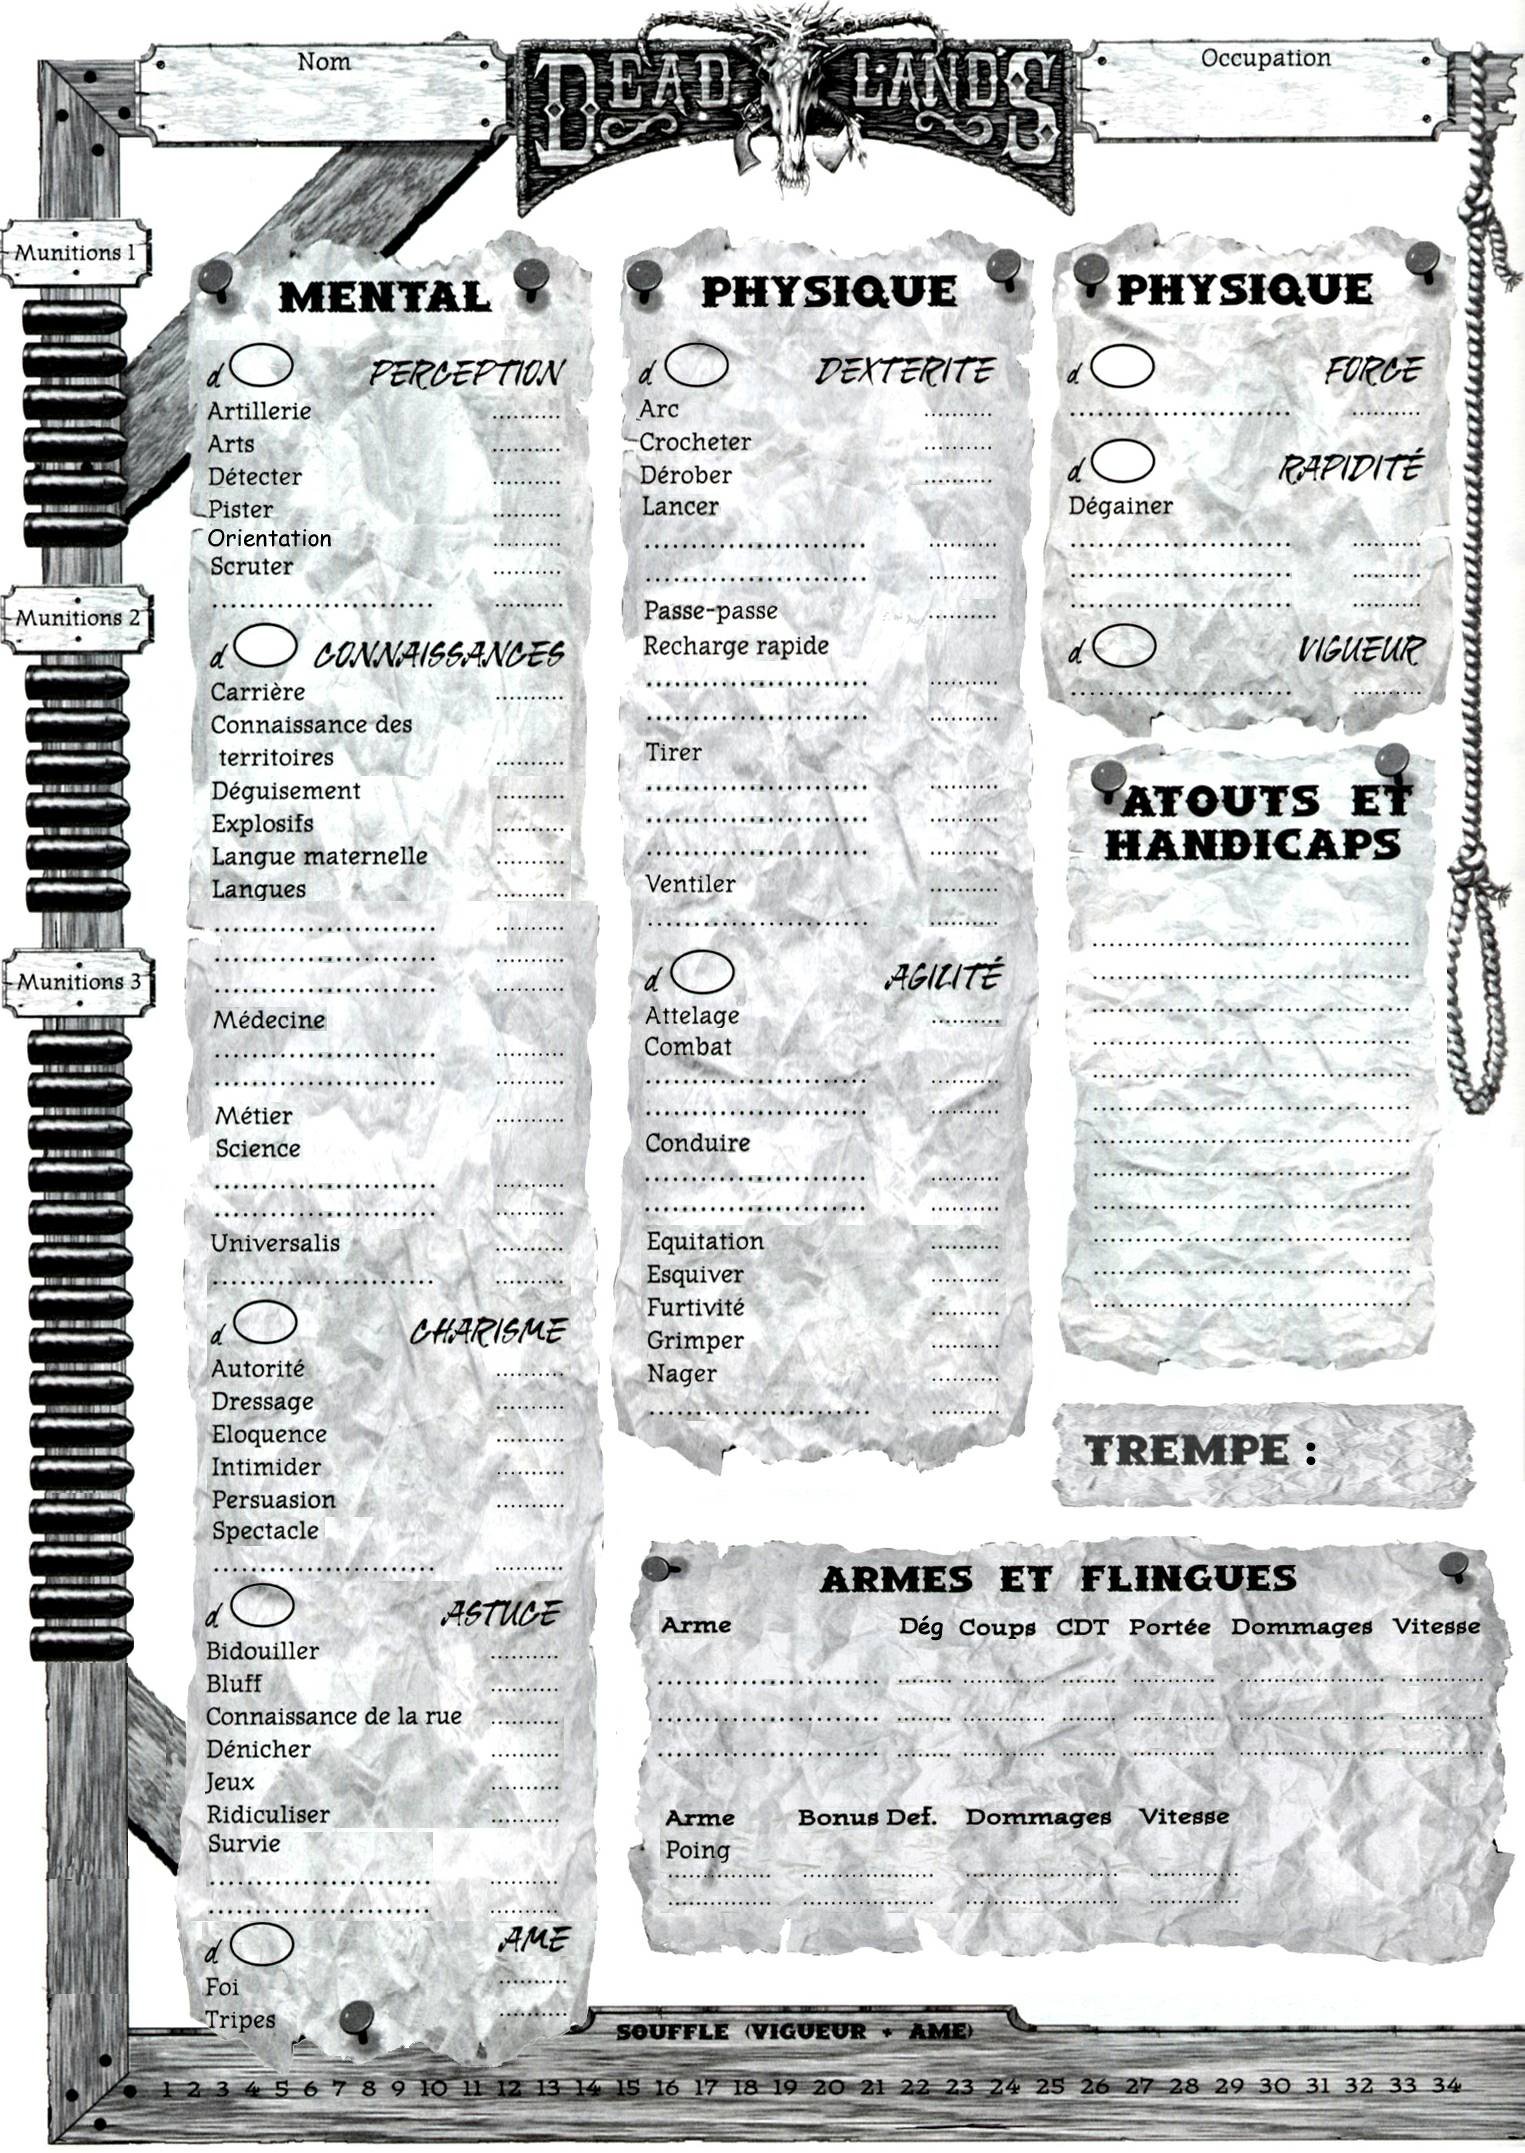 Nom
DEADLANDS
Occupation
Munitions 1
Munitions 2
Munitions 3
MENTAL
d PERCEPTION
Artillerie ..........
Arts ..........
Détecter ..........
Pister ..........
Orientation ..........
Scruter ..........
.................................
d CONNAISSANCES
Carrière ..........
Connaissance des
territoires ..........
Déguisement ..........
Explosifs ..........
Langue maternelle ..........
Langues ..........
.................................
.................................
.................................
Médecine
.................................
.................................
Métier ..........
Science
.................................
.................................
Universalis ..........
.................................
d CHARISME
Autorité ..........
Dressage ..........
Eloquence ..........
Intimider ..........
Persuasion ..........
Spectacle
.................................
d ASTUCE
Bidouiller ..........
Bluff ..........
Connaissance de la rue ..........
Dénicher ..........
Jeux ..........
Ridiculiser ..........
Survie
.................................
.................................
d AME
Foi ..........
Tripes ..........
PHYSIQUE
d DEXTERITE
Arc ..........
Crocheter ..........
Dérober ..........
Lancer
.................................
.................................
Passe-passe ..........
Recharge rapide
.................................
.................................
Tirer
.................................
.................................
.................................
Ventiler ..........
.................................
d AGILITÉ
Attelage ..........
Combat
.................................
.................................
Conduire
.................................
.................................
Equitation ..........
Esquiver ..........
Furtivité ..........
Grimper ..........
Nager ..........
.................................
PHYSIQUE
d FORCE
.................................
d RAPIDITÉ
Dégainer
.................................
.................................
.................................
d VIGUEUR
.................................
ATOUTS ET
HANDICAPS
TREMPE :
ARMES ET FLINGUES
Arme Dég Coups CDT Portée Dommages Vitesse
Arme Bonus Def. Dommages Vitesse
Poing
SOUFFLE (VIGUEUR + AME)
1 2 3 4 5 6 7 8 9 10 11 12 13 14 15 16 17 18 19 20 21 22 23 24 25 26 27 28 29 30 31 32 33 34